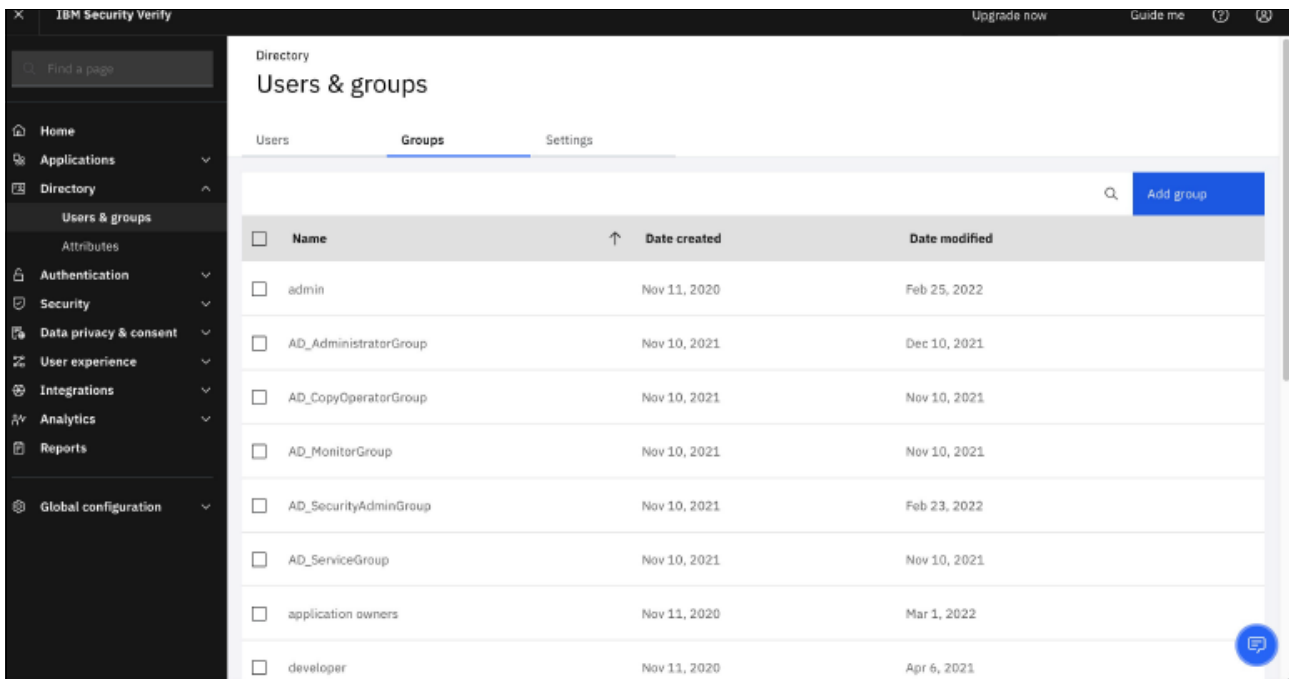 IBM Security Verify
Upgrade now
Guide me
Find a page
Home
Applications
Directory
Users & groups
Attributes
Authentication
Security
Data privacy & consent
User experience
Integrations
Analytics
Reports
Global configuration
Directory
Users & groups
Users Groups Settings
Add group
Name Date created Date modified
admin Nov 11, 2020 Feb 25, 2022
AD_AdministratorGroup Nov 10, 2021 Dec 10, 2021
AD_CopyOperatorGroup Nov 10, 2021 Nov 10, 2021
AD_MonitorGroup Nov 10, 2021 Nov 10, 2021
AD_SecurityAdminGroup Nov 10, 2021 Feb 23, 2022
AD_ServiceGroup Nov 10, 2021 Nov 10, 2021
application owners Nov 11, 2020 Mar 1, 2022
developer Nov 11, 2020 Apr 6, 2021